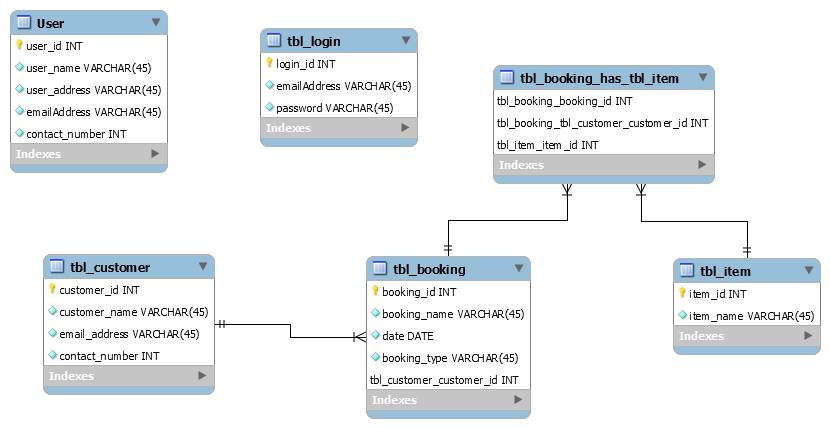 User
user_id INT
user_name VARCHAR(45)
user_address VARCHAR(45)
emailAddress VARCHAR(45)
contact_number INT
Indexes
tbl_login
login_id INT
emailAddress VARCHAR(45)
password VARCHAR(45)
Indexes
tbl_booking_has_tbl_item
tbl_booking_booking_id INT
tbl_booking_tbl_customer_customer_id INT
tbl_item_item_id INT
Indexes
tbl_customer
customer_id INT
customer_name VARCHAR(45)
email_address VARCHAR(45)
contact_number INT
Indexes
tbl_booking
booking_id INT
booking_name VARCHAR(45)
date DATE
booking_type VARCHAR(45)
tbl_customer_customer_id INT
Indexes
tbl_item
item_id INT
item_name VARCHAR(45)
Indexes